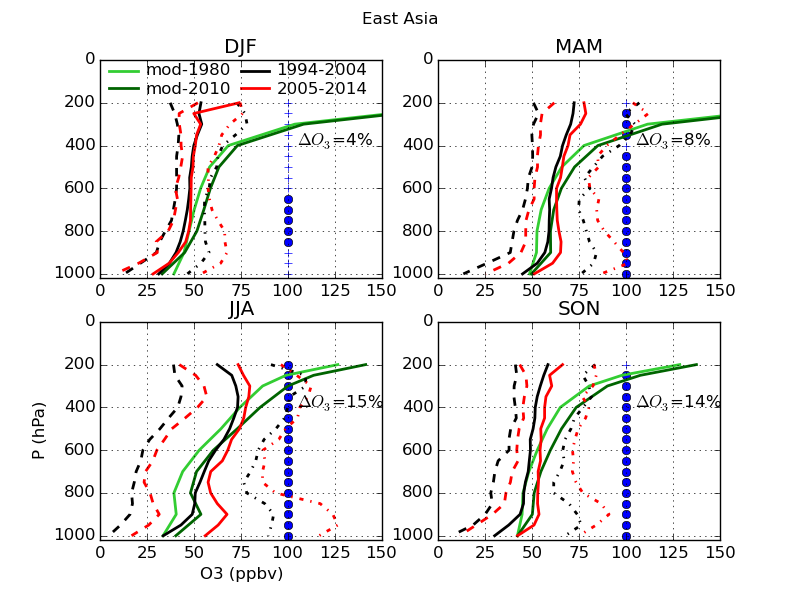 East Asia
DJF
MAM
0
200
400
600
800
1000
mod-1980
mod-2010
1994-2004
2005-2014
ΔO3=4%
0 25 50 75 100 125 150
0
200
400
600
800
1000
ΔO3=8%
0 25 50 75 100 125 150
JJA
SON
P (hPa)
0
200
400
600
800
1000
ΔO3=15%
0 25 50 75 100 125 150
O3 (ppbv)
0
200
400
600
800
1000
ΔO3=14%
0 25 50 75 100 125 150